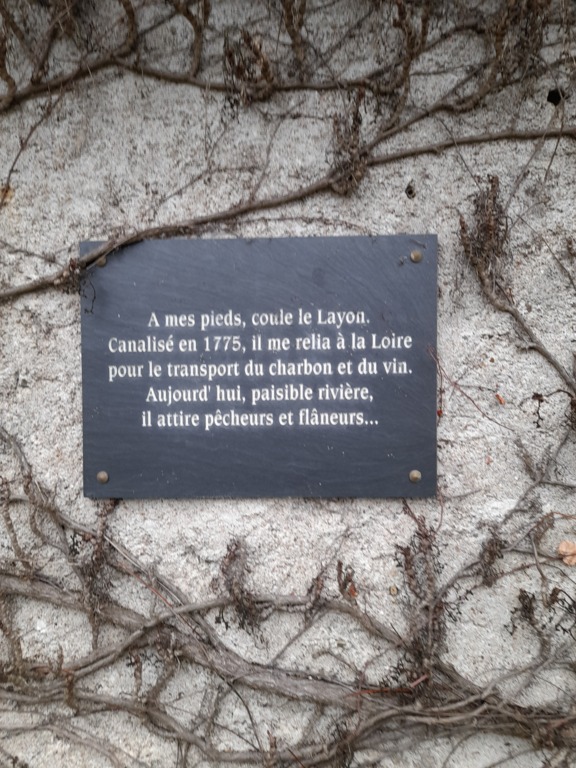 A mes pieds, coule le Layon.
Canalisé en 1775, il me relia à la Loire
pour le transport du charbon et du vin.
Aujourd' hui, paisible rivière,
il attire pêcheurs et flâneurs...